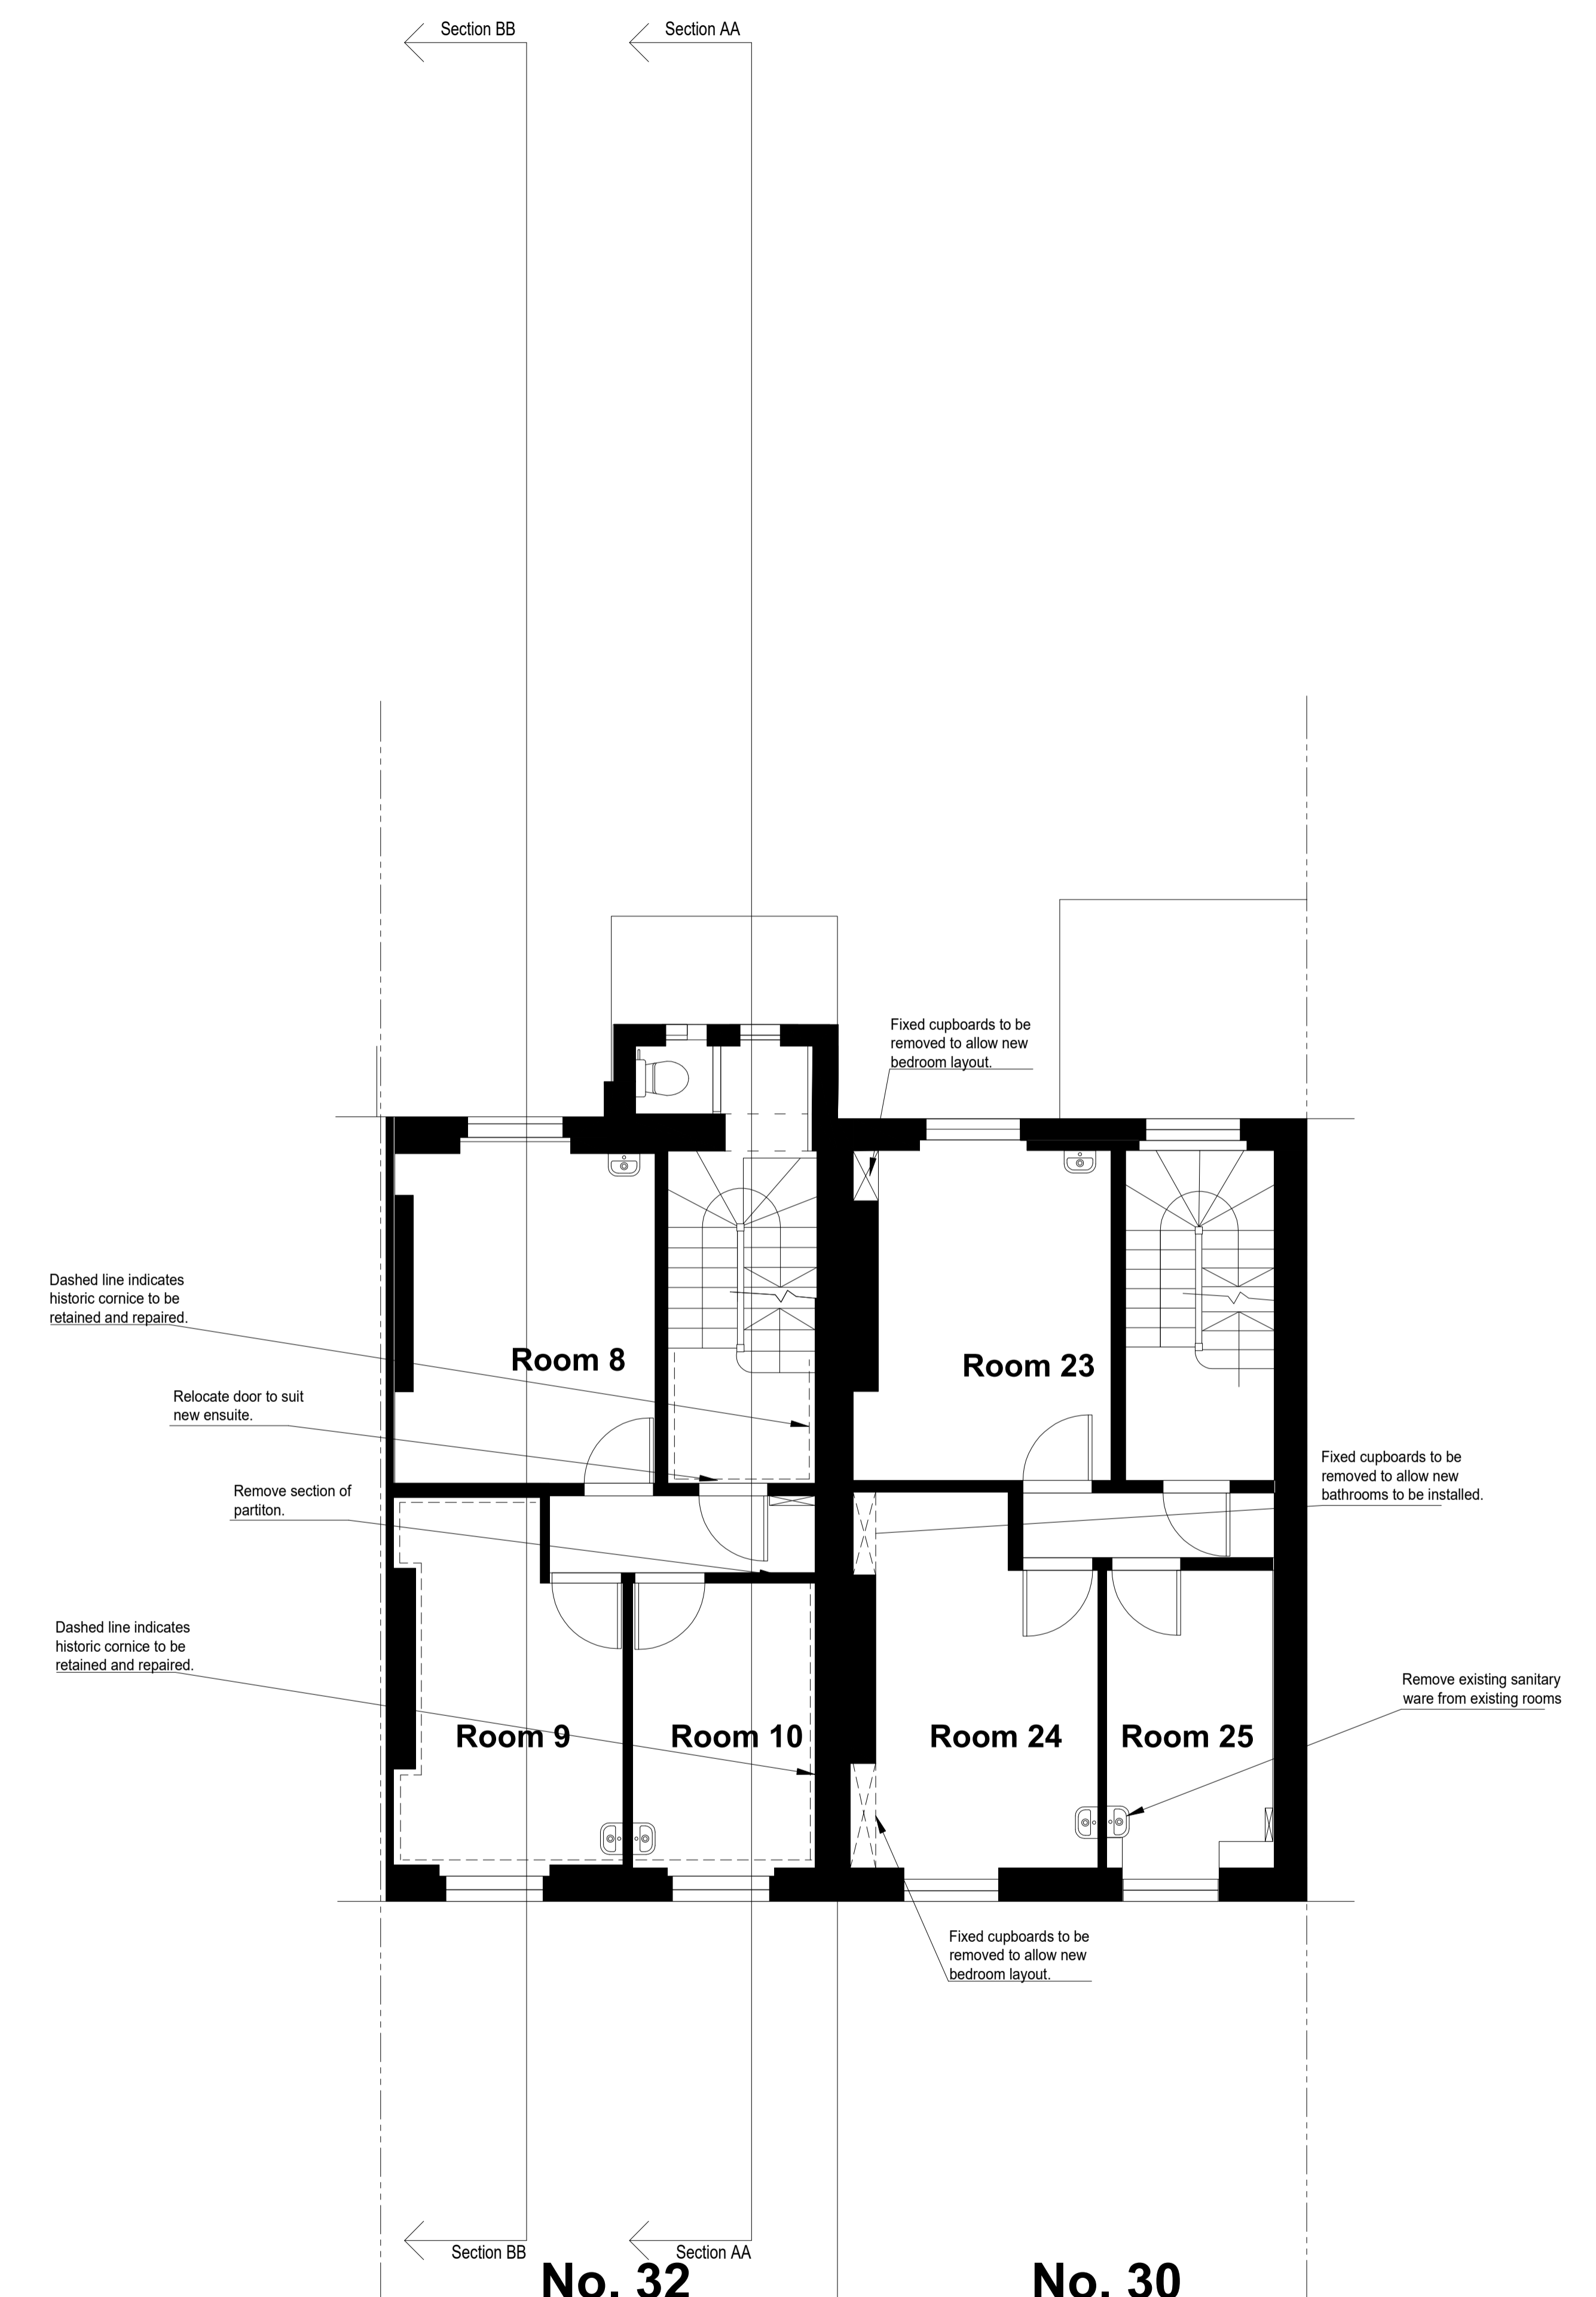 Section BB
Section AA
Fixed cupboards to be
removed to allow new
bedroom layout.
Dashed line indicates
historic cornice to be
retained and repaired.
Room 8
Room 23
Relocate door to suit
new ensuite.
Fixed cupboards to be
removed to allow new
bathrooms to be installed.
Remove section of
partiton.
Dashed line indicates
historic cornice to be
retained and repaired.
Remove existing sanitary
ware from existing rooms
Room 9
Room 10
Room 24
Room 25
Fixed cupboards to be
removed to allow new
bedroom layout.
Section BB
Section AA
No. 32
No. 30